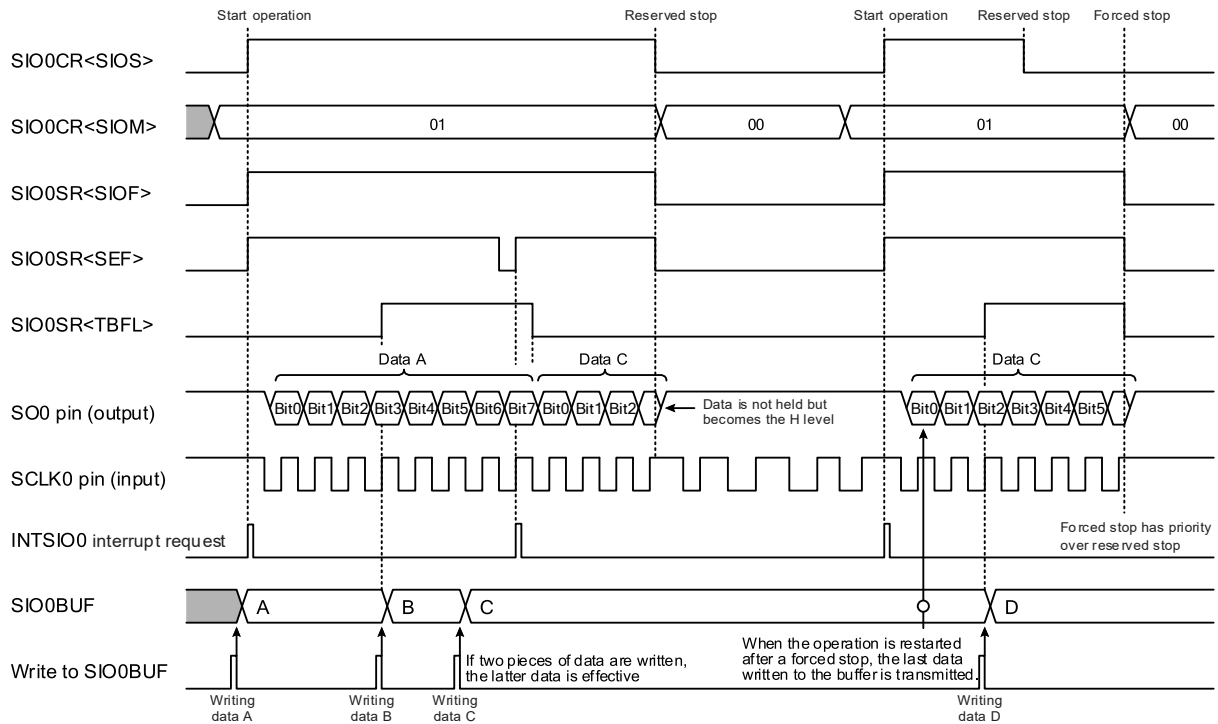 Start operation
Reserved stop
Start operation
Reserved stop
Forced stop
SIO0CR<SIOS>
SIO0CR<SIOM>
01
00
01
00
SIO0SR<SIOF>
SIO0SR<SEF>
SIO0SR<TBFL>
Data A
Data C
Data C
SO0 pin (output)
Bit0 Bit1 Bit2 Bit3 Bit4 Bit5 Bit6 Bit7 Bit0 Bit1 Bit2
Data is not held but
becomes the H level
Bit0 Bit1 Bit2 Bit3 Bit4 Bit5
SCLK0 pin (input)
INTSIO0 interrupt request
Forced stop has priority
over reserved stop
SIO0BUF
A
B
C
D
Write to SIO0BUF
If two pieces of data are written,
the latter data is effective
When the operation is restarted
after a forced stop, the last data
written to the buffer is transmitted.
Writing
data A
Writing
data B
Writing
data C
Writing
data D